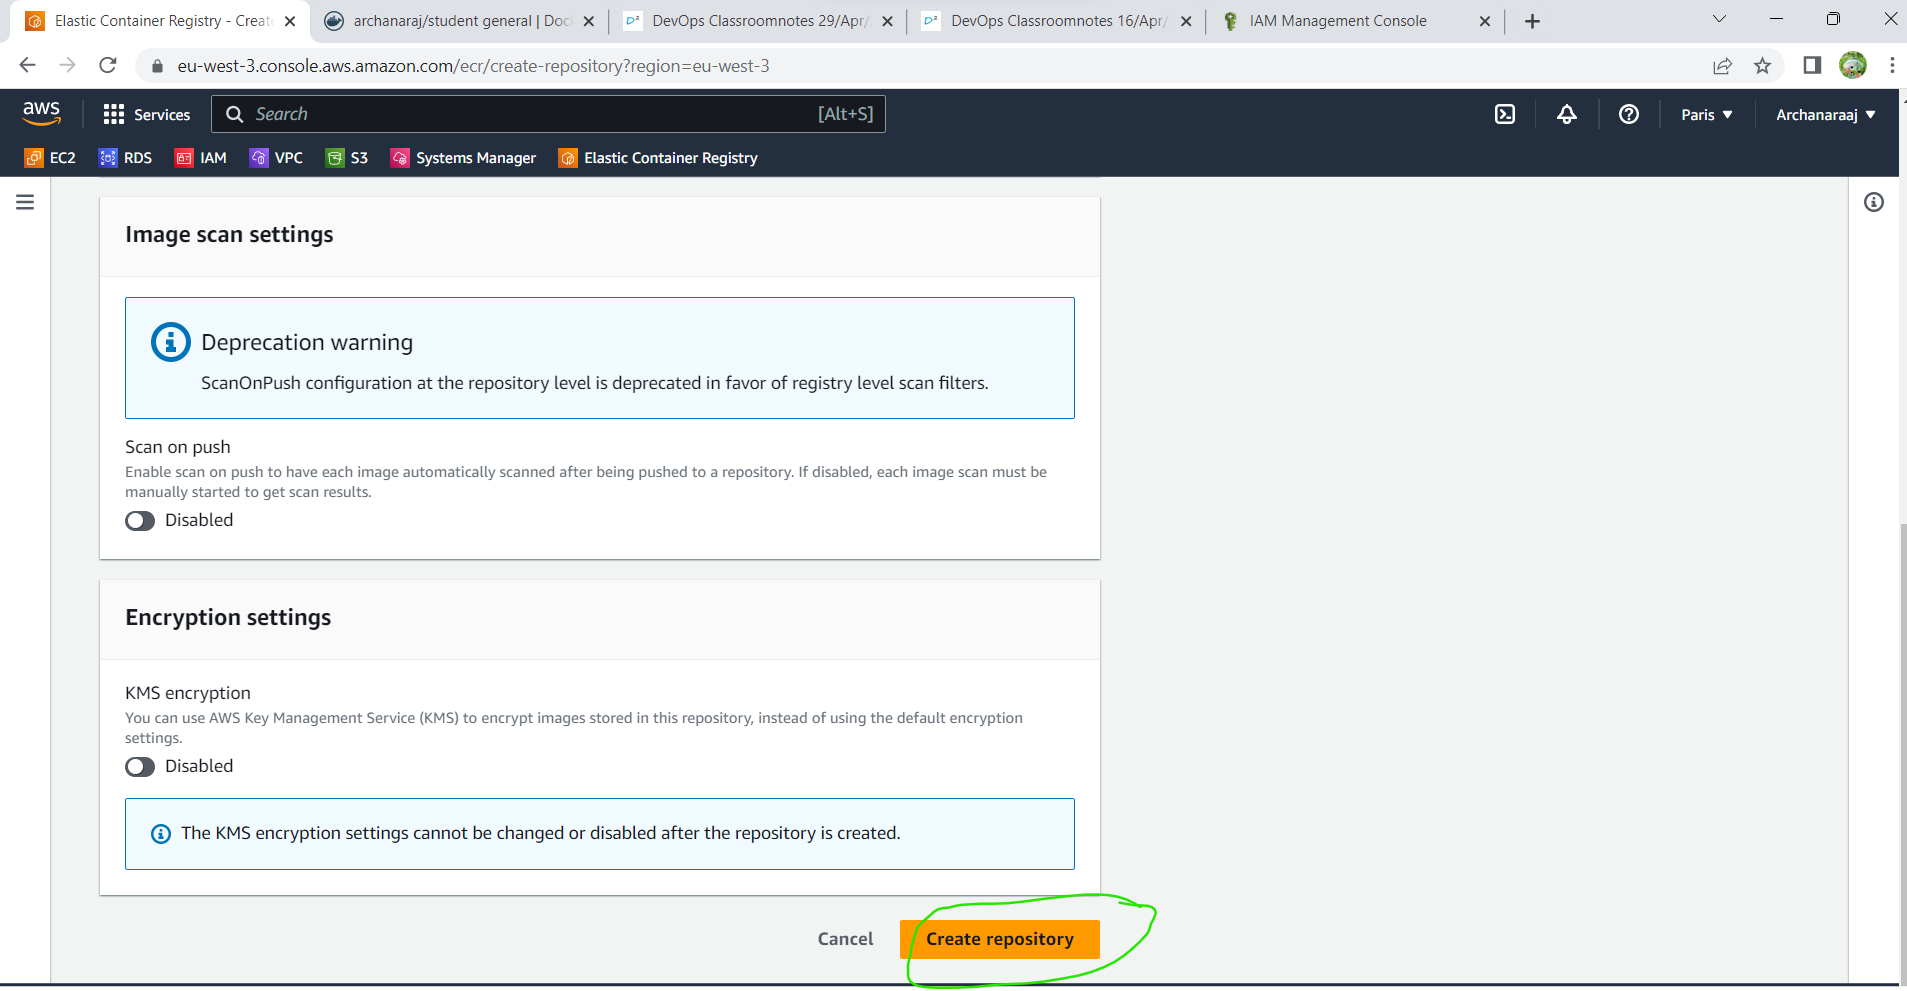 Elastic Container Registry - Create
archanaraj/student general | Doc
DevOps Classroomnotes 29/Apr/
DevOps Classroomnotes 16/Apr/
IAM Management Console
eu-west-3.console.aws.amazon.com/ecr/create-repository?region=eu-west-3
aws
Services
Search
[Alt+S]
Paris
Archanaraaj
EC2
RDS
IAM
VPC
S3
Systems Manager
Elastic Container Registry
Image scan settings
Deprecation warning
ScanOnPush configuration at the repository level is deprecated in favor of registry level scan filters.
Scan on push
Enable scan on push to have each image automatically scanned after being pushed to a repository. If disabled, each image scan must be
manually started to get scan results.
Disabled
Encryption settings
KMS encryption
You can use AWS Key Management Service (KMS) to encrypt images stored in this repository, instead of using the default encryption
settings.
Disabled
The KMS encryption settings cannot be changed or disabled after the repository is created.
Cancel
Create repository